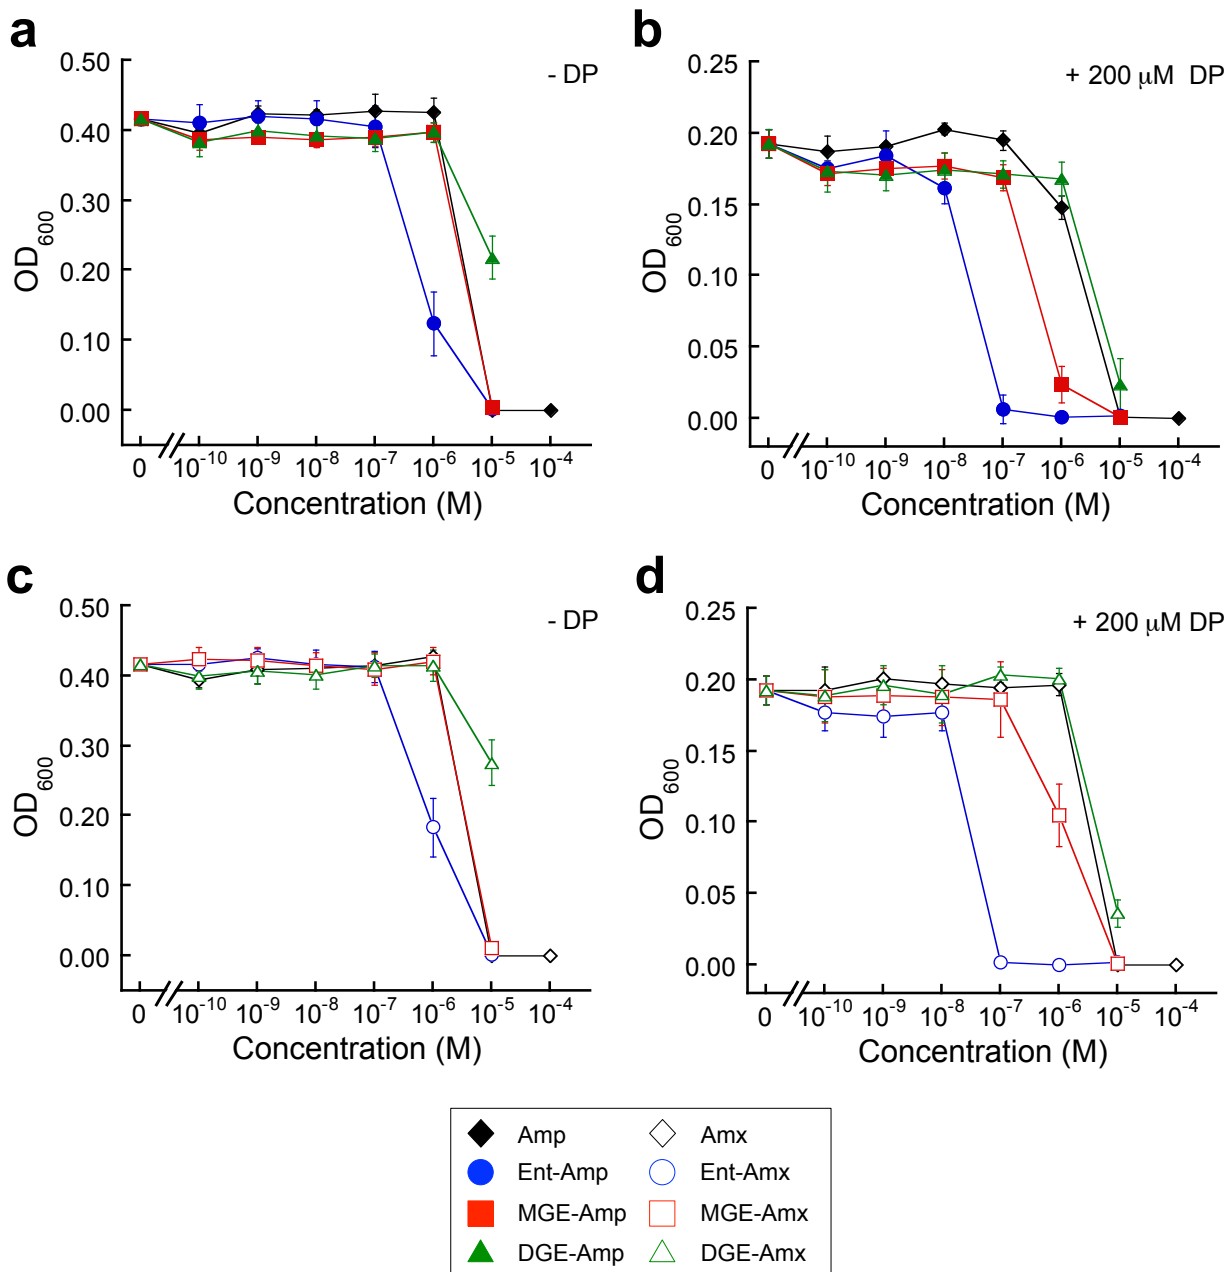 a
- DP
0.50
0.40
0.30
0.20
0.10
0.00
OD600
0 10-10 10-9 10-8 10-7 10-6 10-5 10-4
Concentration (M)
b
+ 200 μM DP
0.25
0.20
0.15
0.10
0.05
0.00
OD600
0 10-10 10-9 10-8 10-7 10-6 10-5 10-4
Concentration (M)
c
- DP
0.50
0.40
0.30
0.20
0.10
0.00
OD600
0 10-10 10-9 10-8 10-7 10-6 10-5 10-4
Concentration (M)
d
+ 200 μM DP
0.25
0.20
0.15
0.10
0.05
0.00
OD600
0 10-10 10-9 10-8 10-7 10-6 10-5 10-4
Concentration (M)
Amp Amx
Ent-Amp Ent-Amx
MGE-Amp MGE-Amx
DGE-Amp DGE-Amx